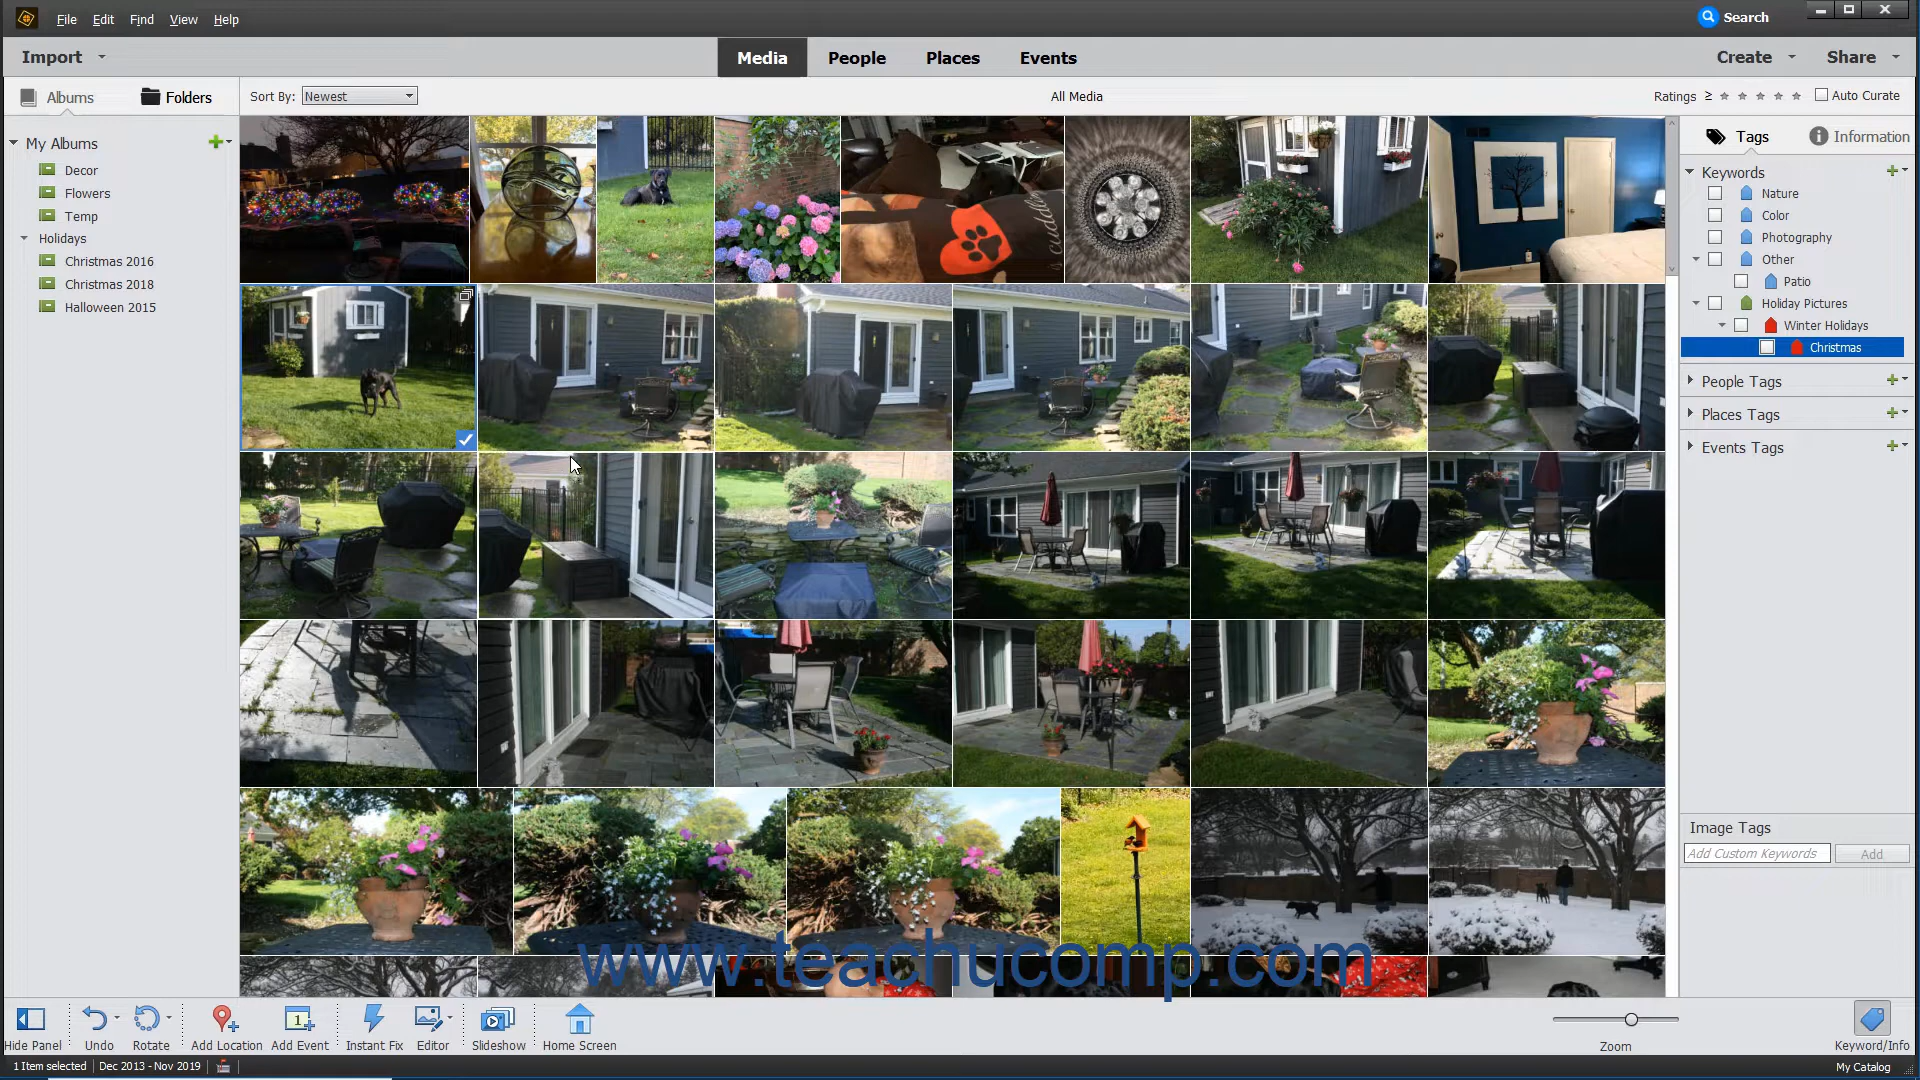 File Edit Find View Help
Search
Import
Media People Places Events
Create Share
Albums Folders
Sort By: Newest
All Media
Ratings ≥ Auto Curate
My Albums
Decor
Flowers
Temp
Holidays
Christmas 2016
Christmas 2018
Halloween 2015
Tags Information
Keywords
Nature
Color
Photography
Other
Patio
Holiday Pictures
Winter Holidays
Christmas
People Tags
Places Tags
Events Tags
Image Tags
Add Custom Keywords Add
www.teachucomp.com
1
Hide Panel Undo Rotate Add Location Add Event Instant Fix Editor Slideshow Home Screen Zoom Keyword/Info
1 Item selected Dec 2013 - Nov 2019 My Catalog